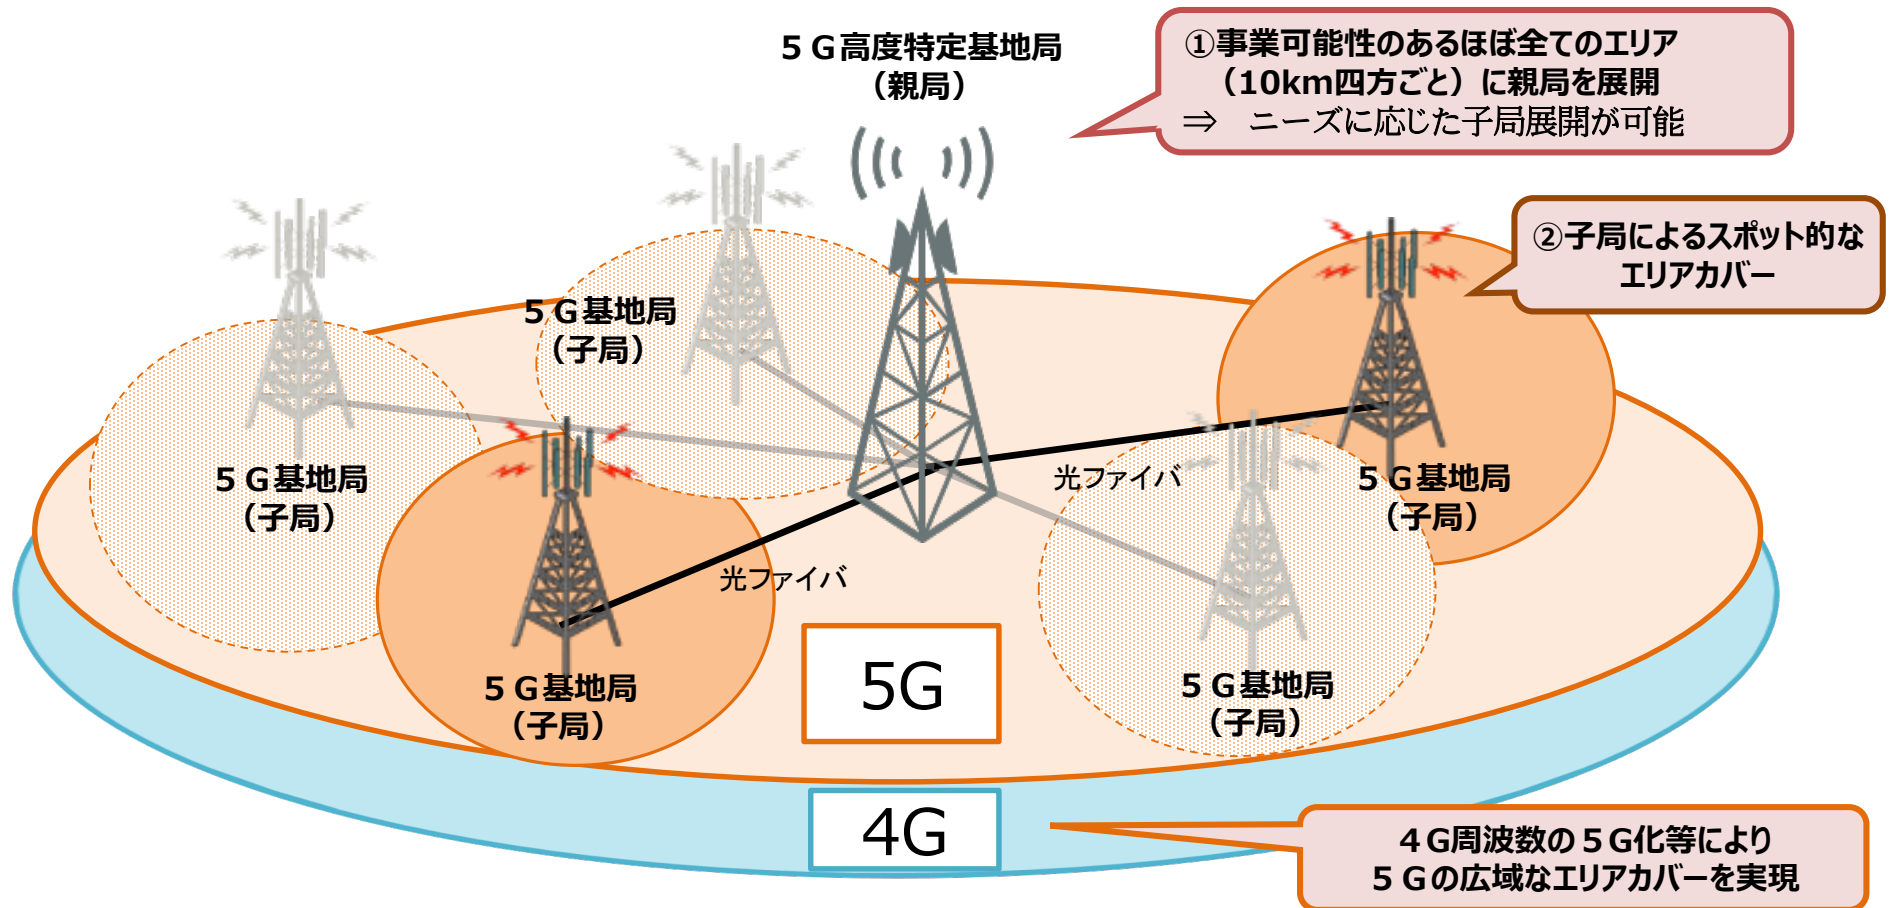 ５Ｇ高度特定基地局
（親局）
①事業可能性のあるほぼ全てのエリア
（10km四方ごと）に親局を展開
⇒　ニーズに応じた子局展開が可能
②子局によるスポット的な
エリアカバー
５Ｇ基地局
（子局）
５Ｇ基地局
（子局）
光ファイバ
５Ｇ基地局
（子局）
光ファイバ
５Ｇ基地局
（子局）
５Ｇ基地局
（子局）
5G
4G
４Ｇ周波数の５Ｇ化等により
５Ｇの広域なエリアカバーを実現